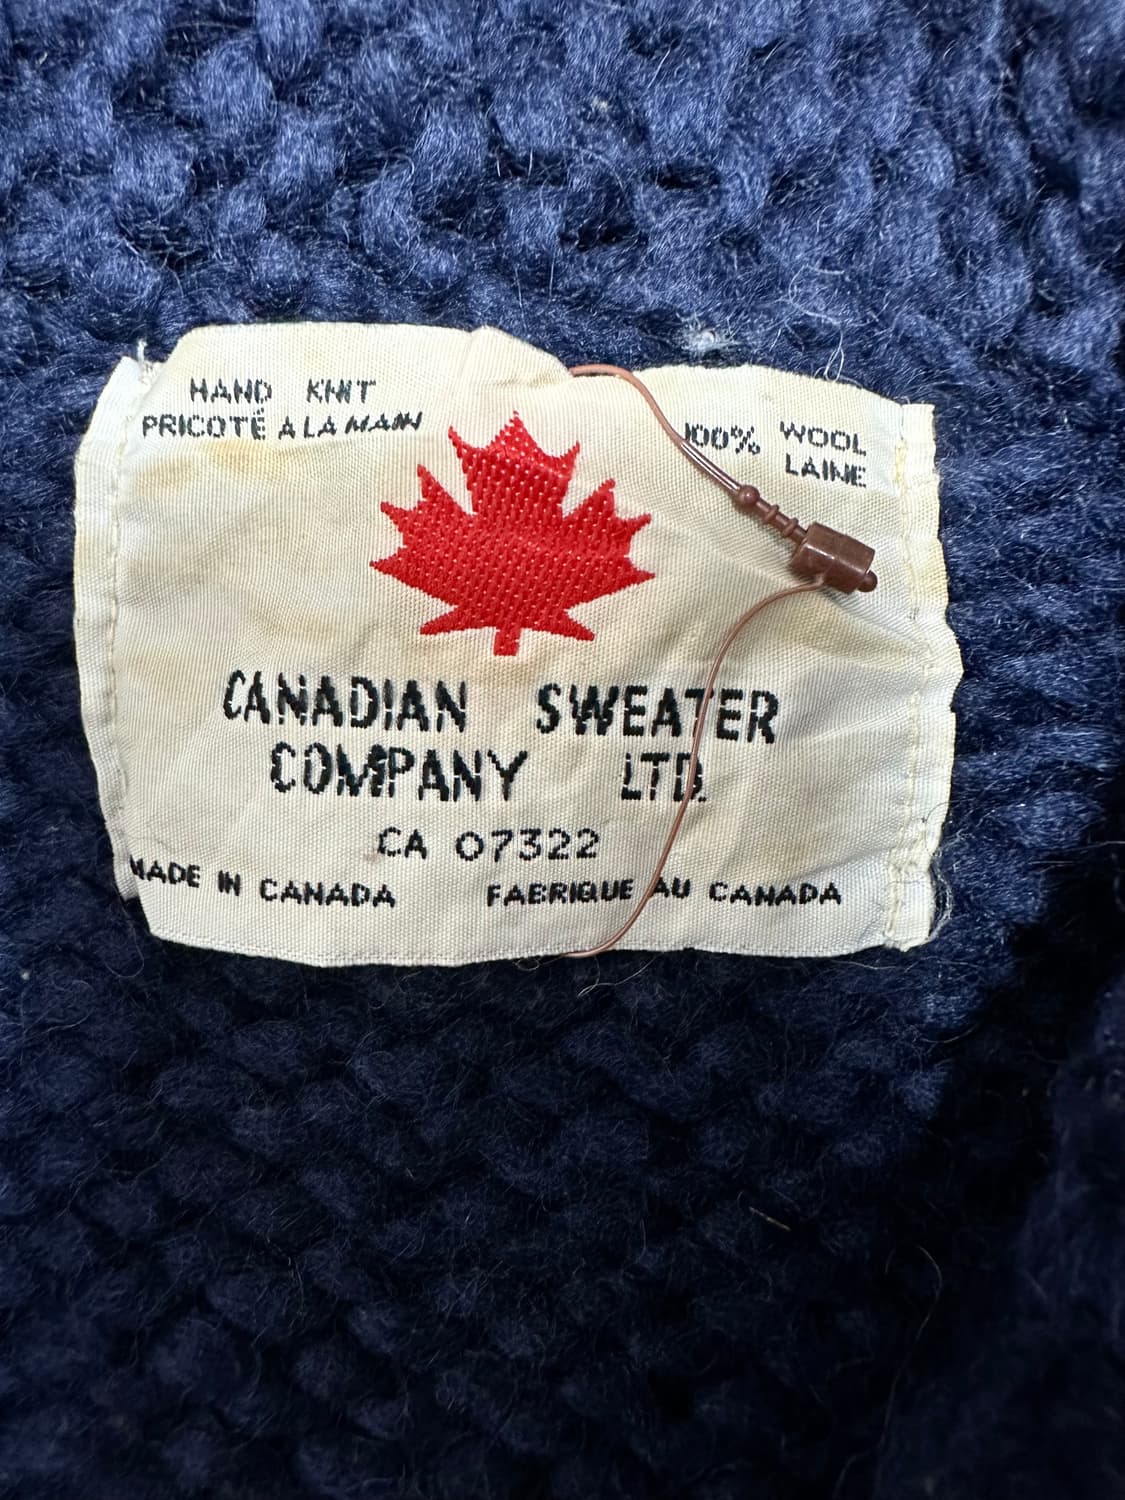 HAND KNIT
PRICOTÉ A LA MAIN
100% WOOL
LAINE
CANADIAN SWEATER
COMPANY LTD.
CA 07322
MADE IN CANADA FABRIQUE AU CANADA